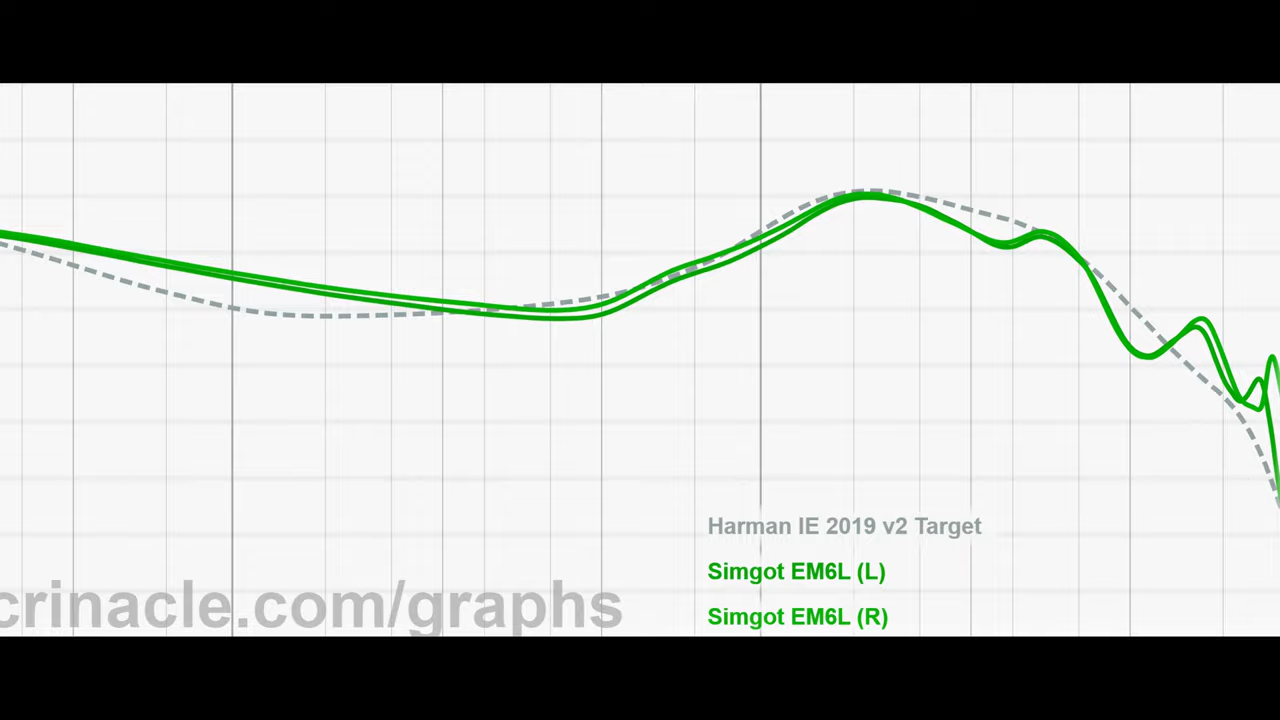 Harman IE 2019 v2 Target
Simgot EM6L (L)
crinacle.com/graphs
Simgot EM6L (R)